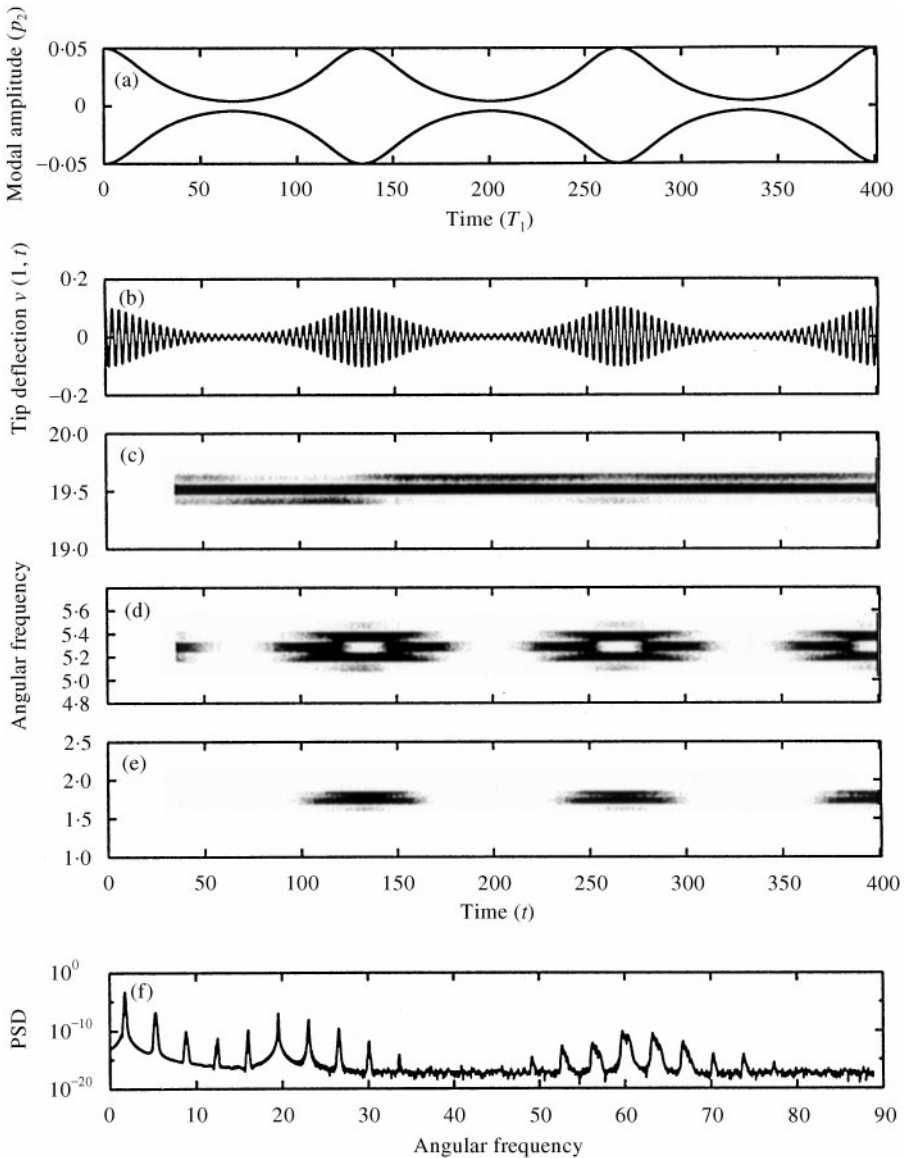 Modal amplitude (p₂)
0·05
0
−0·05
(a)
0 50 100 150 200 250 300 350 400
Time (T₁)
Tip deflection v (1, t)
0·2
0
−0·2
(b)
Angular frequency
20·0
19·5
19·0
(c)
5·6
5·4
5·2
5·0
4·8
(d)
2·5
2·0
1·5
1·0
(e)
0 50 100 150 200 250 300 350 400
Time (t)
PSD
10⁰
10⁻¹⁰
10⁻²⁰
(f)
0 10 20 30 40 50 60 70 80 90
Angular frequency